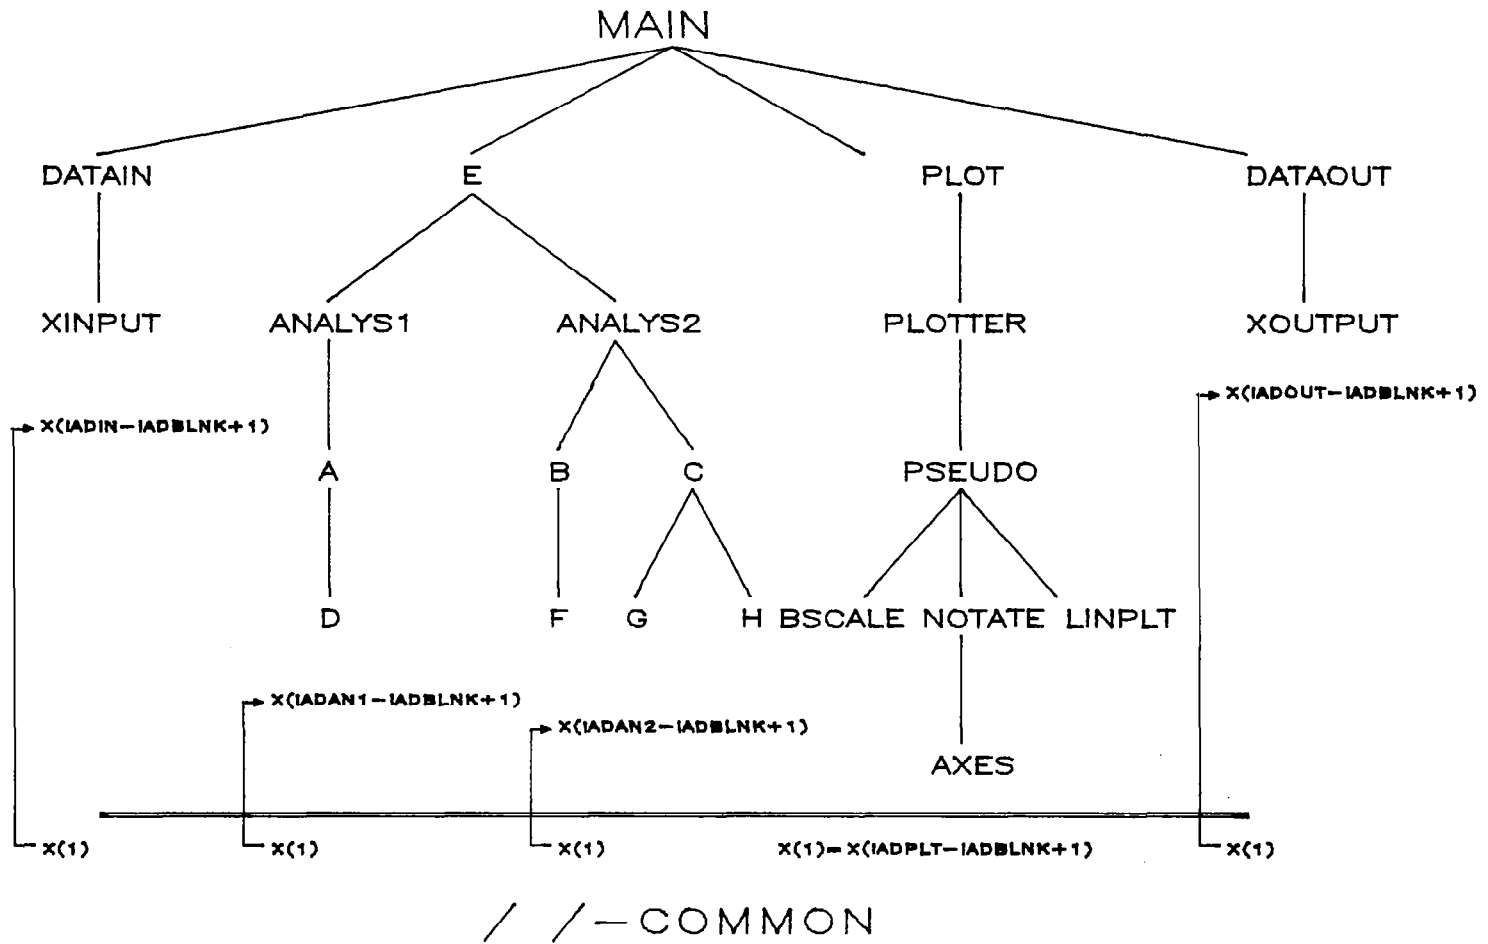 MAIN
DATAIN E PLOT DATAOUT
XINPUT ANALYS1 ANALYS2 PLOTTER XOUTPUT
X(IADOUT-IADBLNK+1)
X(IADIN-IADBLNK+1)
A B C PSEUDO
D F G H BSCALE NOTATE LINPLT
X(IADAN1-IADBLNK+1)
X(IADAN2-IADBLNK+1)
AXES
X(1) X(1) X(1) X(1)=X(IADPLT-IADBLNK+1) X(1)
/ /-COMMON